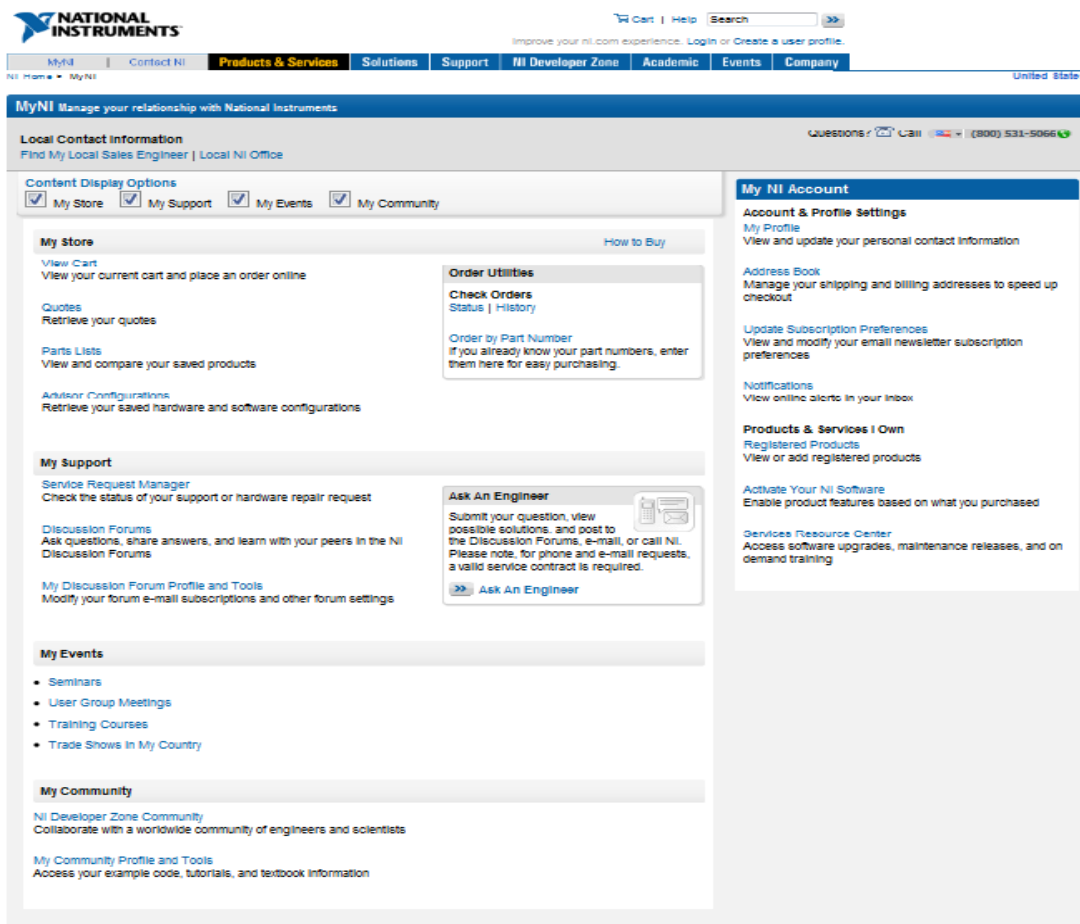 NATIONAL
INSTRUMENTS
Cart | Help Search
Improve your ni.com experience. Login or Create a user profile.
MyNI | Contact NI Products & Services Solutions Support NI Developer Zone Academic Events Company
NI Home • MyNI
United State
MyNI Manage your relationship with National Instruments
Local Contact Information
Questions? Call (800) 531-5066
Find My Local Sales Engineer | Local NI Office
Content Display Options
My Store My Support My Events My Community
My Store
How to Buy
View Cart
View your current cart and place an order online
Quotes
Retrieve your quotes
Parts Lists
View and compare your saved products
Advisor Configurations
Retrieve your saved hardware and software configurations
Order Utilities
Check Orders
Status | History
Order by Part Number
If you already know your part numbers, enter
them here for easy purchasing.
My Support
Service Request Manager
Check the status of your support or hardware repair request
Discussion Forums
Ask questions, share answers, and learn with your peers in the NI
Discussion Forums
My Discussion Forum Profile and Tools
Modify your forum e-mail subscriptions and other forum settings
Ask An Engineer
Submit your question, view
possible solutions, and post to
the Discussion Forums, e-mail, or call NI.
Please note, for phone and e-mail requests,
a valid service contract is required.
Ask An Engineer
My Events
• Seminars
• User Group Meetings
• Training Courses
• Trade Shows in My Country
My Community
NI Developer Zone Community
Collaborate with a worldwide community of engineers and scientists
My Community Profile and Tools
Access your example code, tutorials, and textbook information
My NI Account
Account & Profile Settings
My Profile
View and update your personal contact information
Address Book
Manage your shipping and billing addresses to speed up
checkout
Update Subscription Preferences
View and modify your email newsletter subscription
preferences
Notifications
View online alerts in your inbox
Products & Services I Own
Registered Products
View or add registered products
Activate Your NI Software
Enable product features based on what you purchased
Services Resource Center
Access software upgrades, maintenance releases, and on
demand training